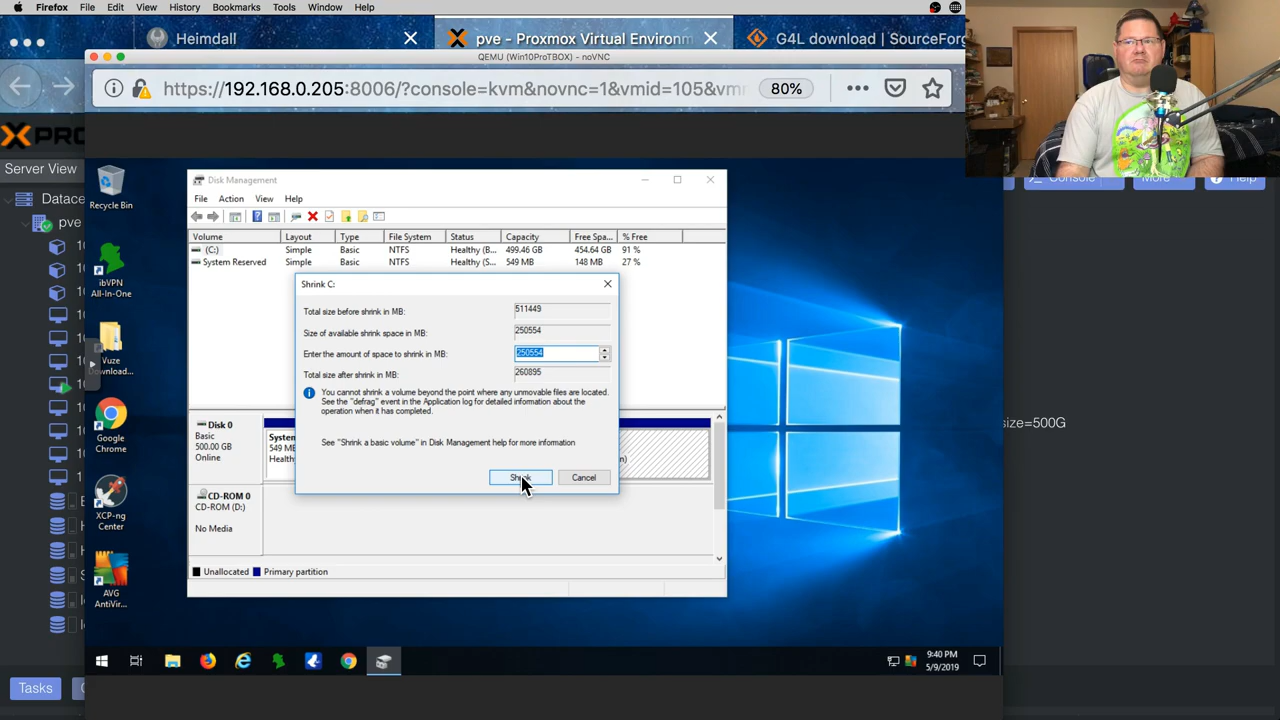 Firefox File Edit View History Bookmarks Tools Window Help
Heimdall
pve - Proxmox Virtual Environm
G4L download | SourceForg
QEMU (Win10ProTBOX) - noVNC
https://192.168.0.205:8006/?console=kvm&novnc=1&vmid=105&vm
80%
Server View
Datace
pve
Console
More
Help
size=500G
Tasks
Recycle Bin
ibVPN
All-In-One
Vuze
Download...
Google
Chrome
XCP-ng
Center
AVG
AntiVir...
Disk Management
File Action View Help
Volume Layout Type File System Status Capacity Free Spa... % Free
(C:) Simple Basic NTFS Healthy (B... 499.46 GB 454.64 GB 91 %
System Reserved Simple Basic NTFS Healthy (S... 549 MB 148 MB 27 %
Shrink C:
Total size before shrink in MB: 511449
Size of available shrink space in MB: 250554
Enter the amount of space to shrink in MB: 250554
Total size after shrink in MB: 260895
You cannot shrink a volume beyond the point where any unmovable files are located.
See the "defrag" event in the Application log for detailed information about the
operation when it has completed.
See "Shrink a basic volume" in Disk Management help for more information
Cancel
Disk 0
Basic
500.00 GB
Online
System
549 MB
Health
CD-ROM 0
CD-ROM (D:)
No Media
Unallocated Primary partition
9:40 PM
5/9/2019